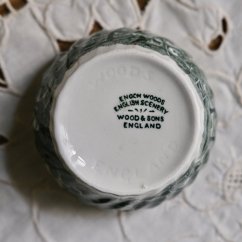 ENOCH WOODS
ENGLISH SCENERY
WOOD & SONS
ENGLAND